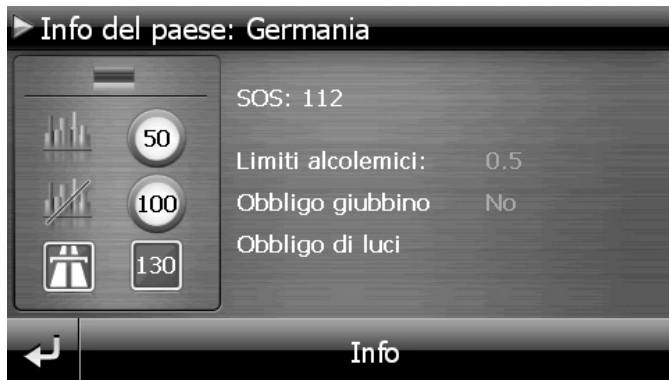 Info del paese: Germania
SOS: 112
50
Limiti alcolemici: 0.5
100
Obbligo giubbino No
Obbligo di luci
130
Info